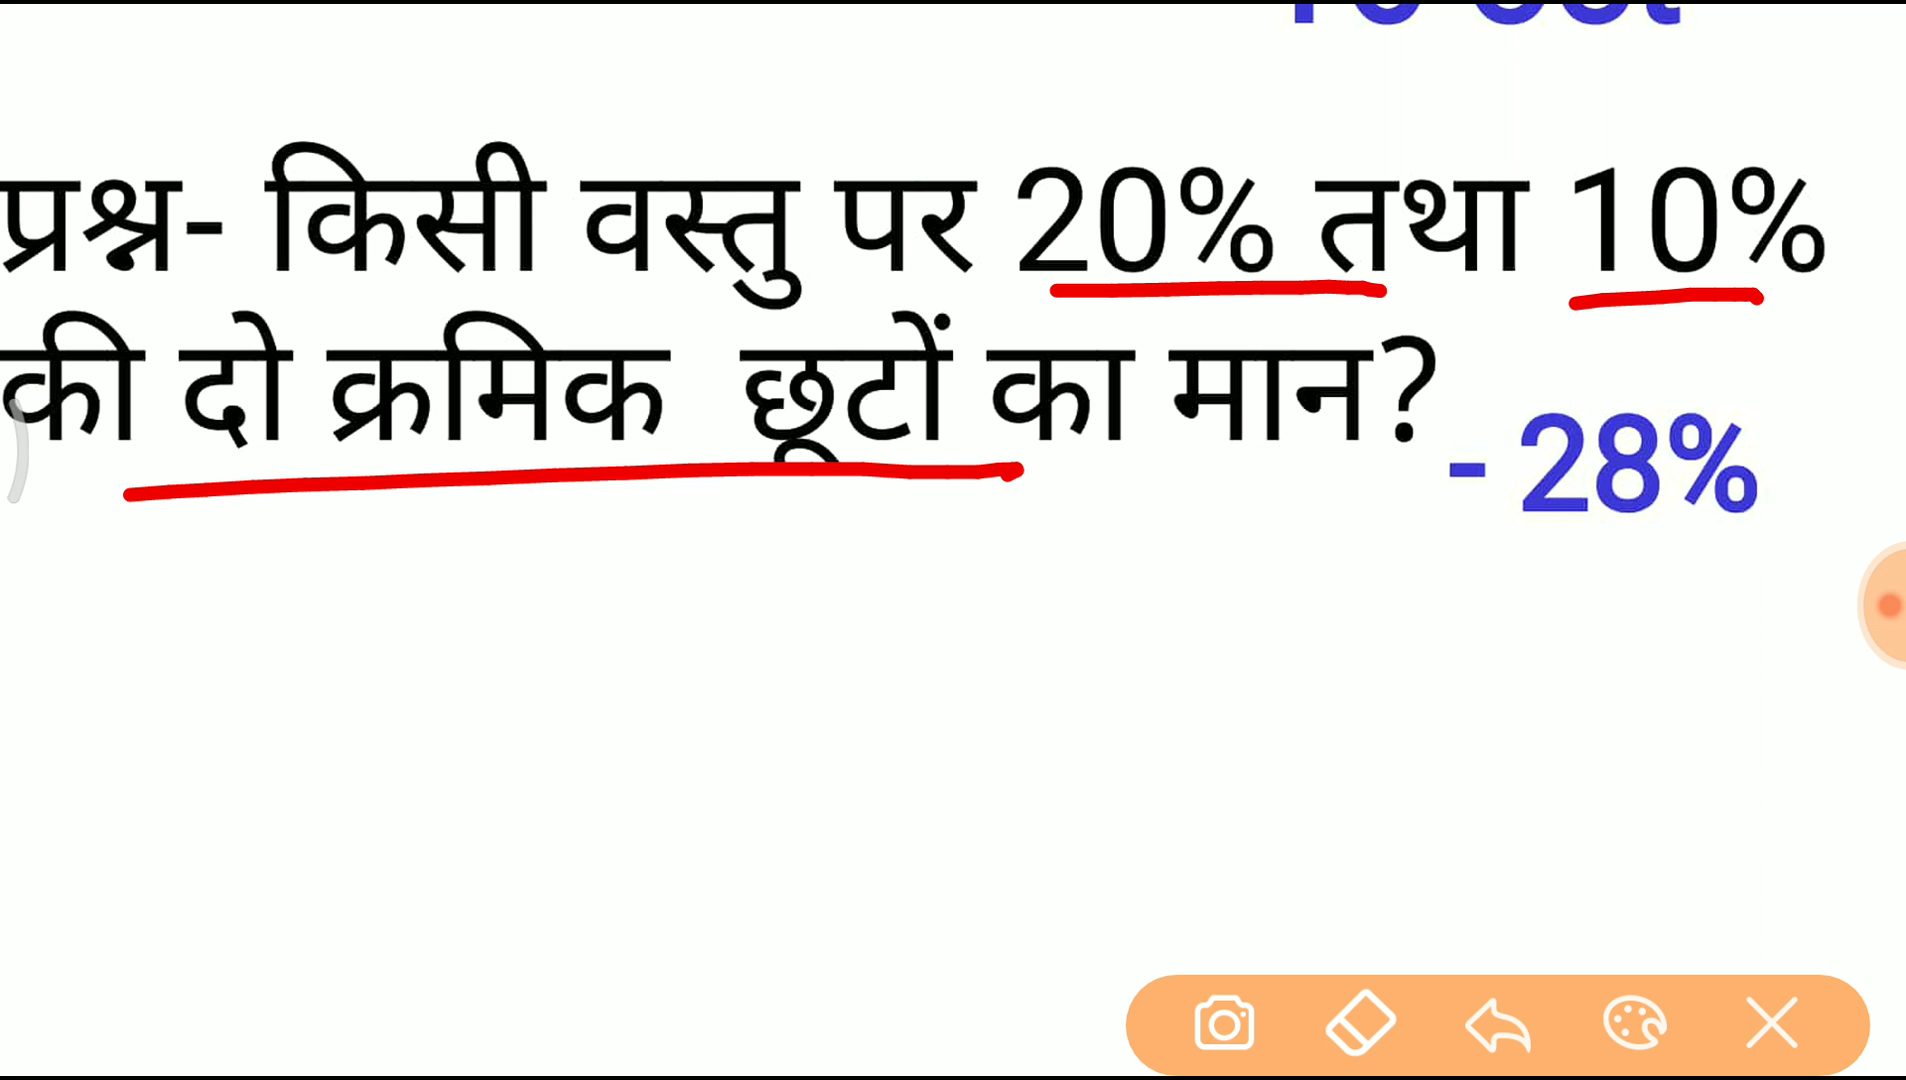 प्रश्न- किसी वस्तु पर 20% तथा 10%
की दो क्रमिक छूटों का मान?
- 28%